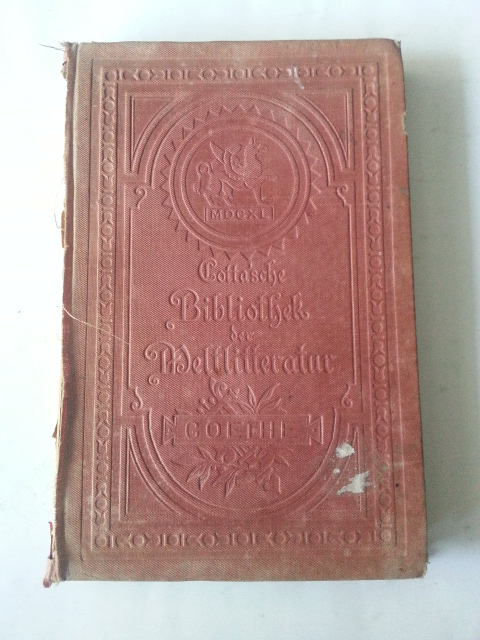 MDCXL
Cottasche
Bibliothek
der
Weltlitteratur
GOETHE